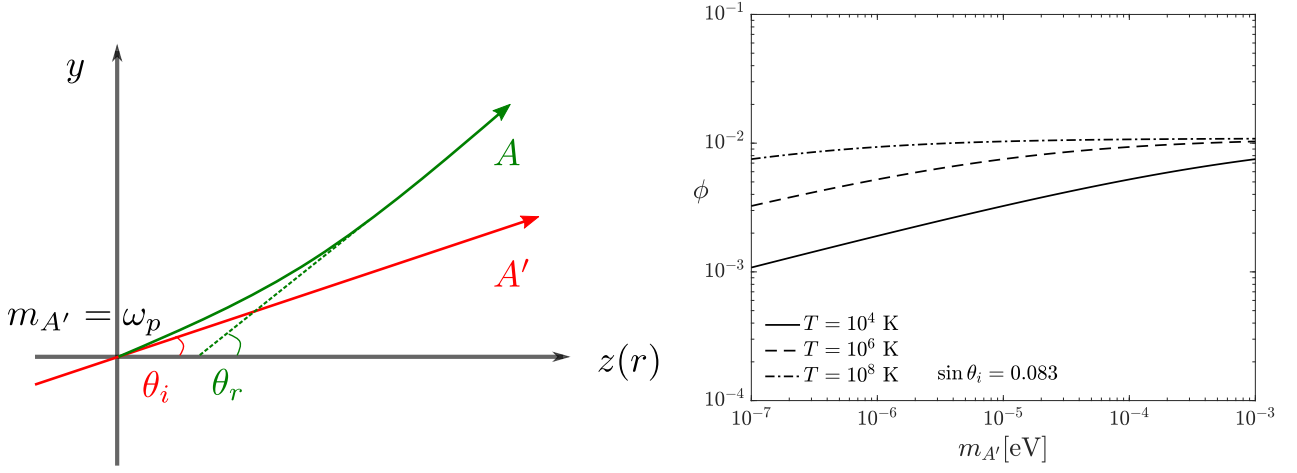 y
A
A′
m_{A′} = ω_p
z(r)
θ_i
θ_r
10^{-1}
10^{-2}
ϕ
10^{-3}
T = 10^4 K
T = 10^6 K
T = 10^8 K
sin θ_i = 0.083
10^{-4}
10^{-7}
10^{-6}
10^{-5}
10^{-4}
10^{-3}
m_{A′}[eV]